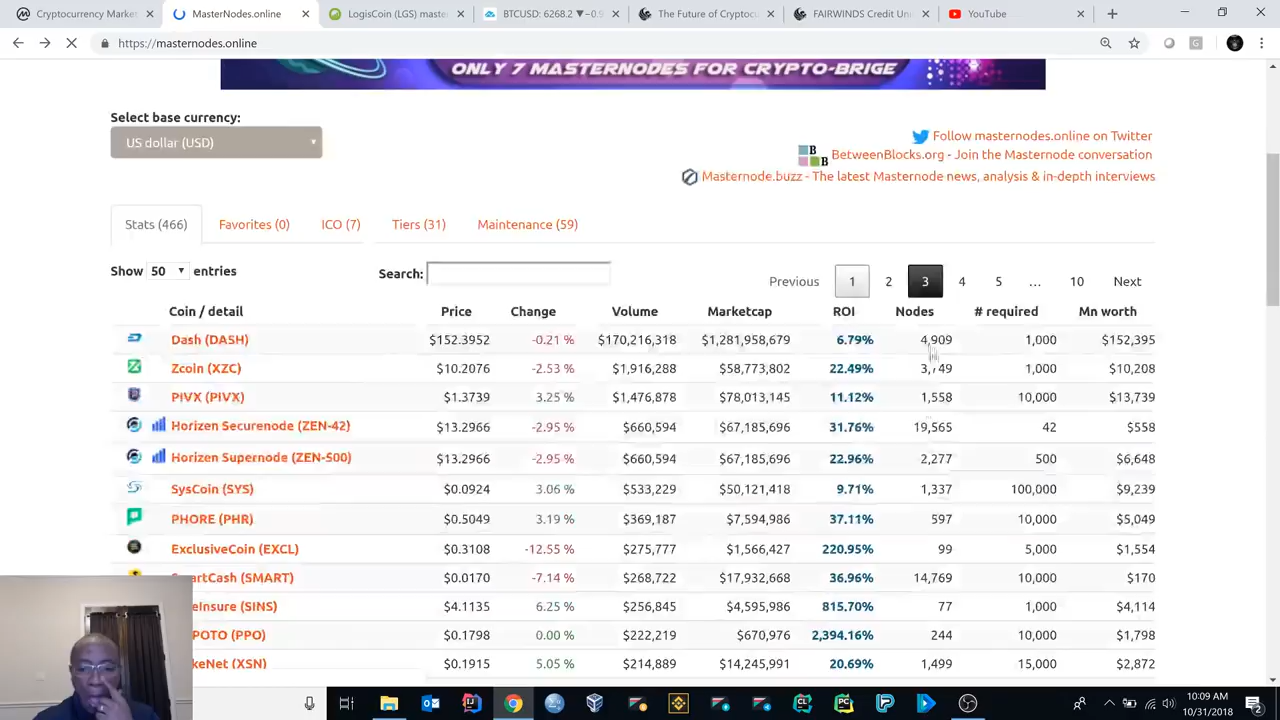 Cryptocurrency Market
MasterNodes.online
LogisCoin (LGS) mast
BTCUSD: 6268.2 ▼-0.
The Future of Cryptoc
FAIRWINDS Credit Un
YouTube
https://masternodes.online
ONLY 7 MASTERNODES FOR CRYPTO-BRIGE
Select base currency:
US dollar (USD)
Follow masternodes.online on Twitter
BetweenBlocks.org - Join the Masternode conversation
Masternode.buzz - The latest Masternode news, analysis & in-depth interviews
Stats (466) Favorites (0) ICO (7) Tiers (31) Maintenance (59)
Show 50 entries Search: Previous 1 2 3 4 5 ... 10 Next
Coin / detail Price Change Volume Marketcap ROI Nodes # required Mn worth
Dash (DASH) $152.3952 -0.21 % $170,216,318 $1,281,958,679 6.79% 4,909 1,000 $152,395
Zcoin (XZC) $10.2076 -2.53 % $1,916,288 $58,773,802 22.49% 3,749 1,000 $10,208
PIVX (PIVX) $1.3739 3.25 % $1,476,878 $78,013,145 11.12% 1,558 10,000 $13,739
Horizen Securenode (ZEN-42) $13.2966 -2.95 % $660,594 $67,185,696 31.76% 19,565 42 $558
Horizen Supernode (ZEN-500) $13.2966 -2.95 % $660,594 $67,185,696 22.96% 2,277 500 $6,648
SysCoin (SYS) $0.0924 3.06 % $533,229 $50,121,418 9.71% 1,337 100,000 $9,239
PHORE (PHR) $0.5049 3.19 % $369,187 $7,594,986 37.11% 597 10,000 $5,049
ExclusiveCoin (EXCL) $0.3108 -12.55 % $275,777 $1,566,427 220.95% 99 5,000 $1,554
artCash (SMART) $0.0170 -7.14 % $268,722 $17,932,668 36.96% 14,769 10,000 $170
eInsure (SINS) $4.1135 6.25 % $256,845 $4,595,986 815.70% 77 1,000 $4,114
POTO (PPO) $0.1798 0.00 % $222,219 $670,976 2,394.16% 244 10,000 $1,798
keNet (XSN) $0.1915 5.05 % $214,889 $14,245,991 20.69% 1,499 15,000 $2,872
10:09 AM
10/31/2018